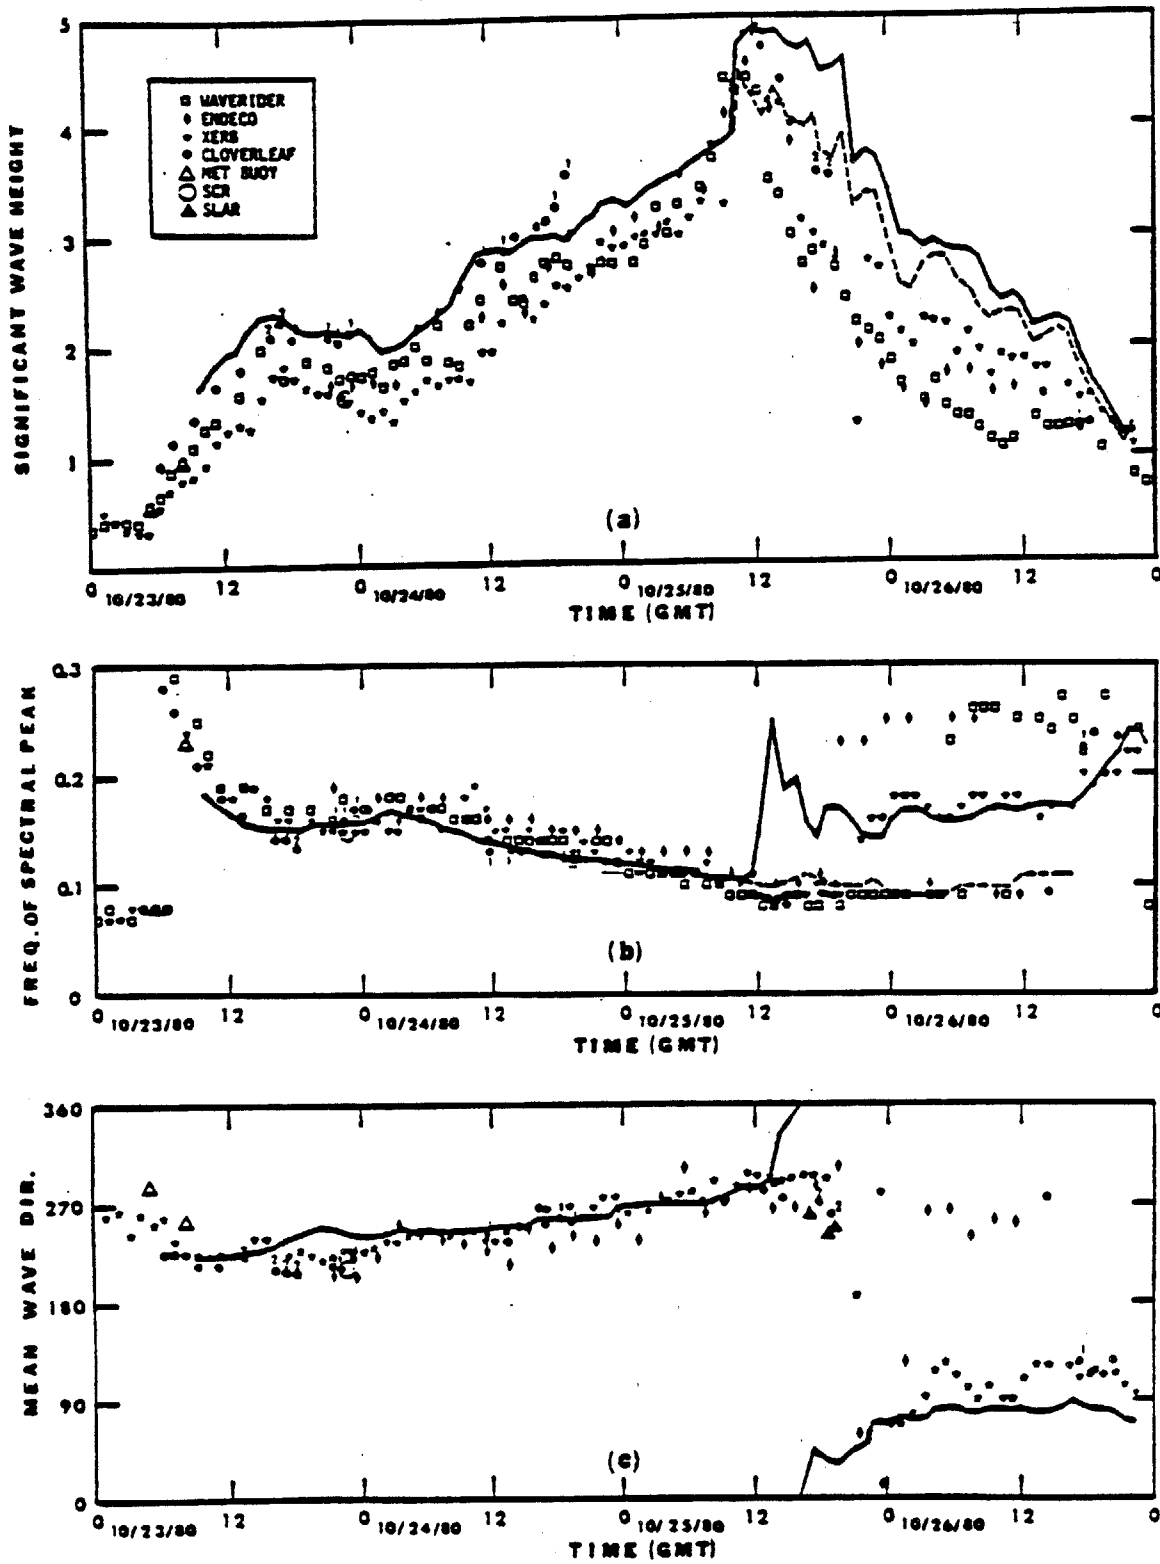 SIGNIFICANT WAVE HEIGHT
5
4
3
2
1
WAVERIDER
ENDECO
XERB
CLOVERLEAF
MET BUOY
SCR
SLAR
(a)
0 12 0 12 0 12 0 12 0
10/23/80 10/24/80 10/25/80 10/26/80
TIME (GMT)
FREQ. OF SPECTRAL PEAK
0.3
0.2
0.1
0
(b)
0 12 0 12 0 12 0 12 0
10/23/80 10/24/80 10/25/80 10/26/80
TIME (GMT)
MEAN WAVE DIR.
360
270
180
90
0
(c)
0 12 0 12 0 12 0 12 0
10/23/80 10/24/80 10/25/80 10/26/80
TIME (GMT)